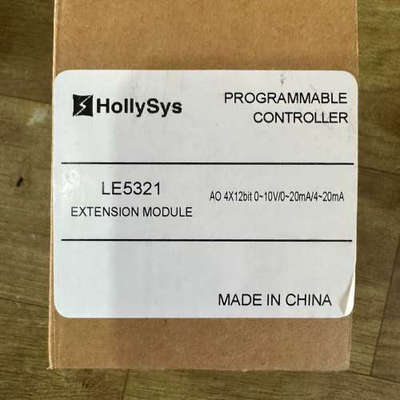 HollySys
PROGRAMMABLE
CONTROLLER
LE5321
AO 4X12bit 0~10V/0~20mA/4~20mA
EXTENSION MODULE
MADE IN CHINA